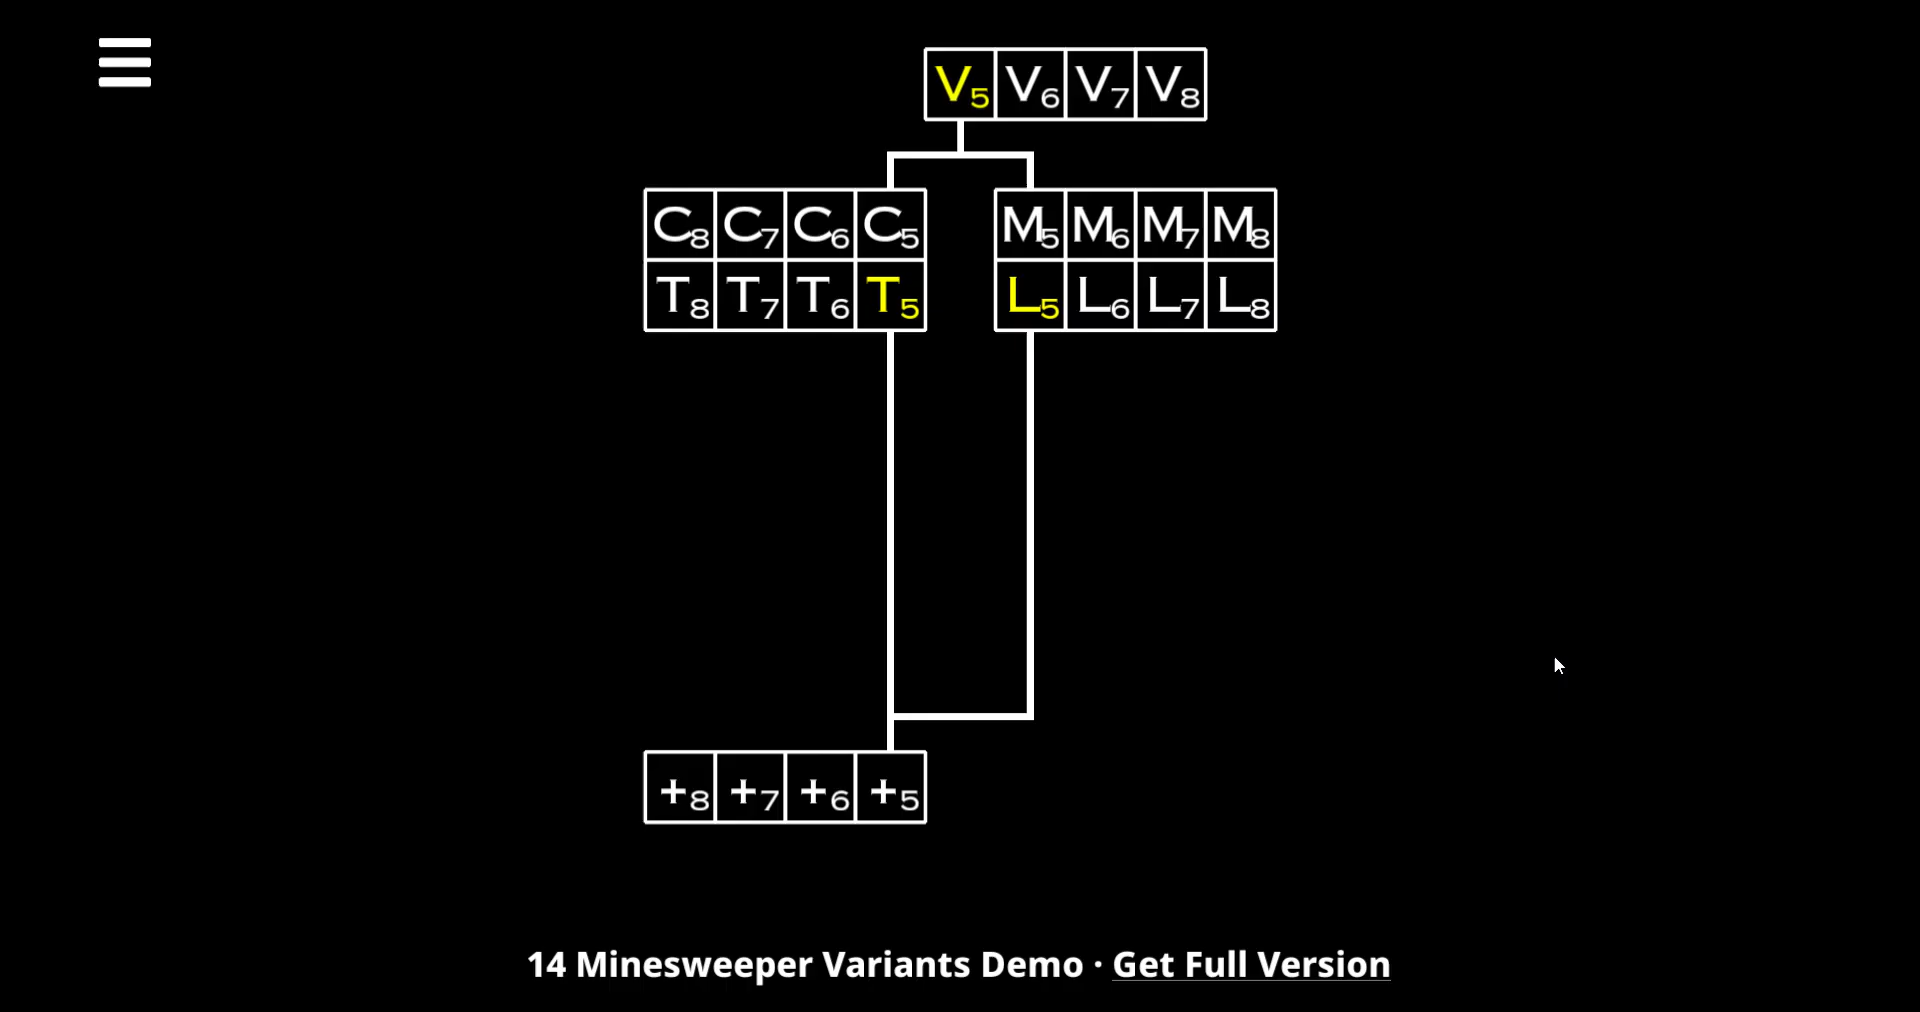 V5 V6 V7 V8
C8 C7 C6 C5 M5 M6 M7 M8
T8 T7 T6 T5 L5 L6 L7 L8
+8 +7 +6 +5
14 Minesweeper Variants Demo · Get Full Version